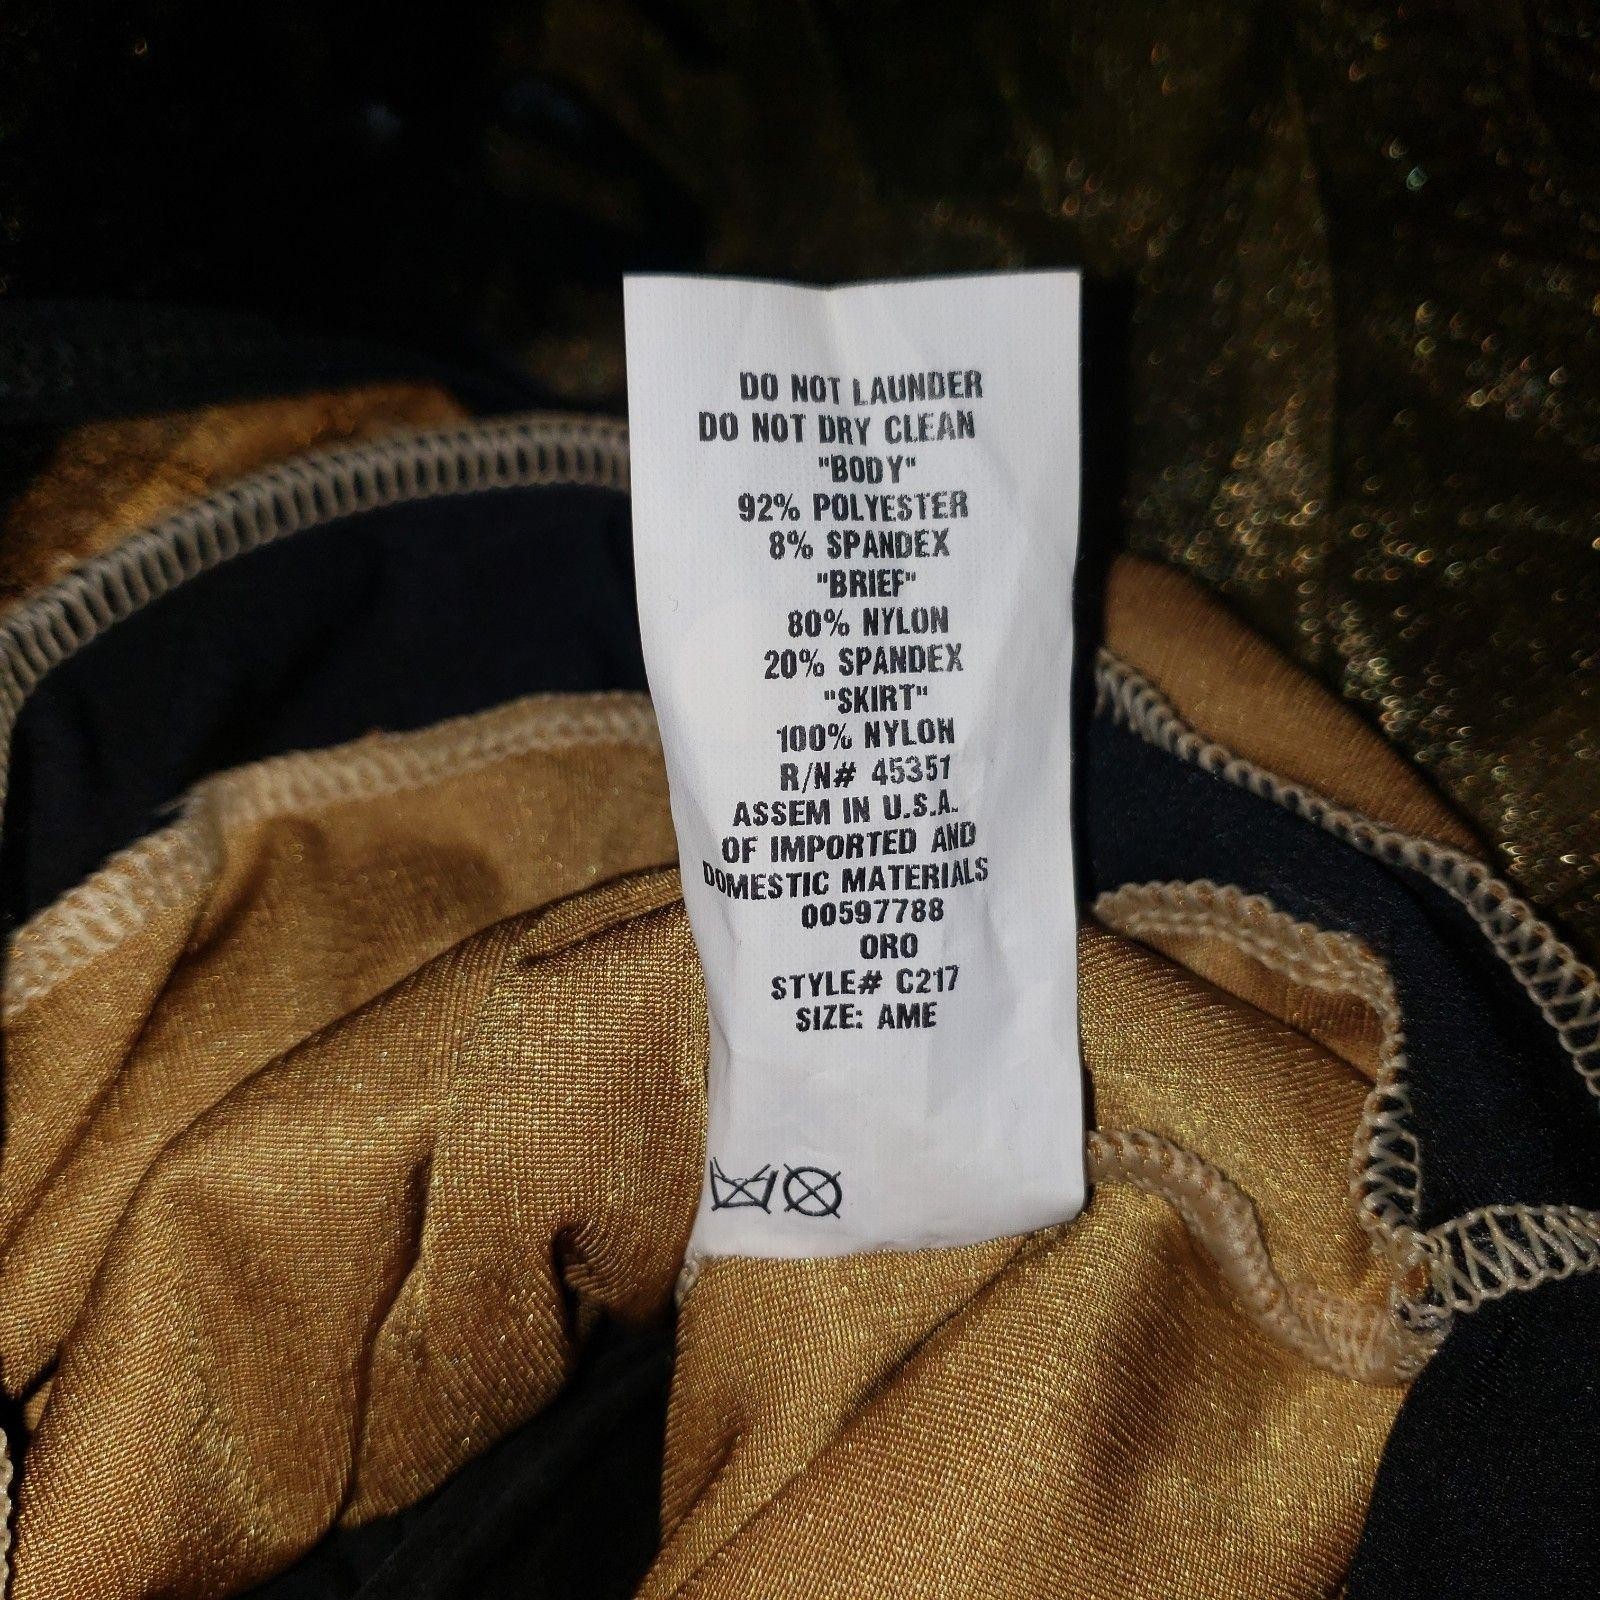 DO NOT LAUNDER
DO NOT DRY CLEAN
"BODY"
92% POLYESTER
8% SPANDEX
"BRIEF"
80% NYLON
20% SPANDEX
"SKIRT"
100% NYLON
R/N# 45351
ASSEM IN U.S.A.
OF IMPORTED AND
DOMESTIC MATERIALS
00597788
ORO
STYLE# C217
SIZE: AME